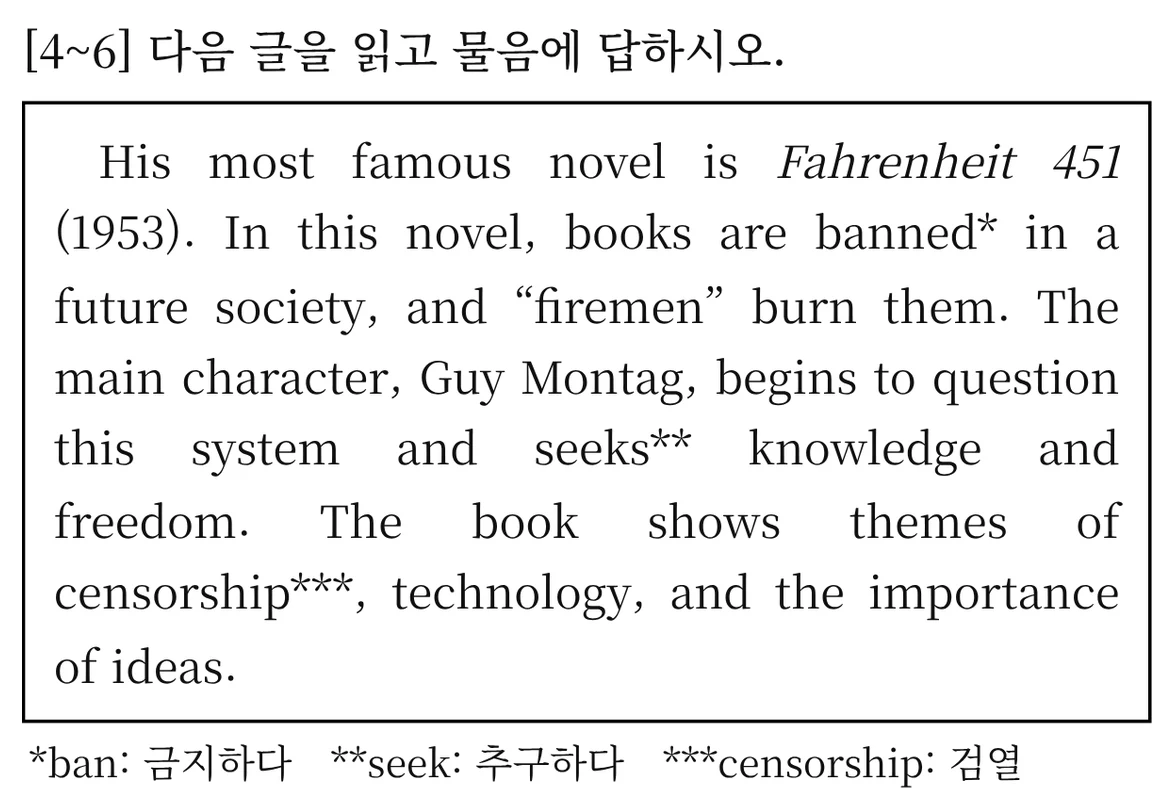 [4~6] 다음 글을 읽고 물음에 답하시오.
His most famous novel is Fahrenheit 451
(1953). In this novel, books are banned* in a
future society, and “firemen” burn them. The
main character, Guy Montag, begins to question
this system and seeks** knowledge and
freedom. The book shows themes of
censorship***, technology, and the importance
of ideas.
*ban: 금지하다 **seek: 추구하다 ***censorship: 검열